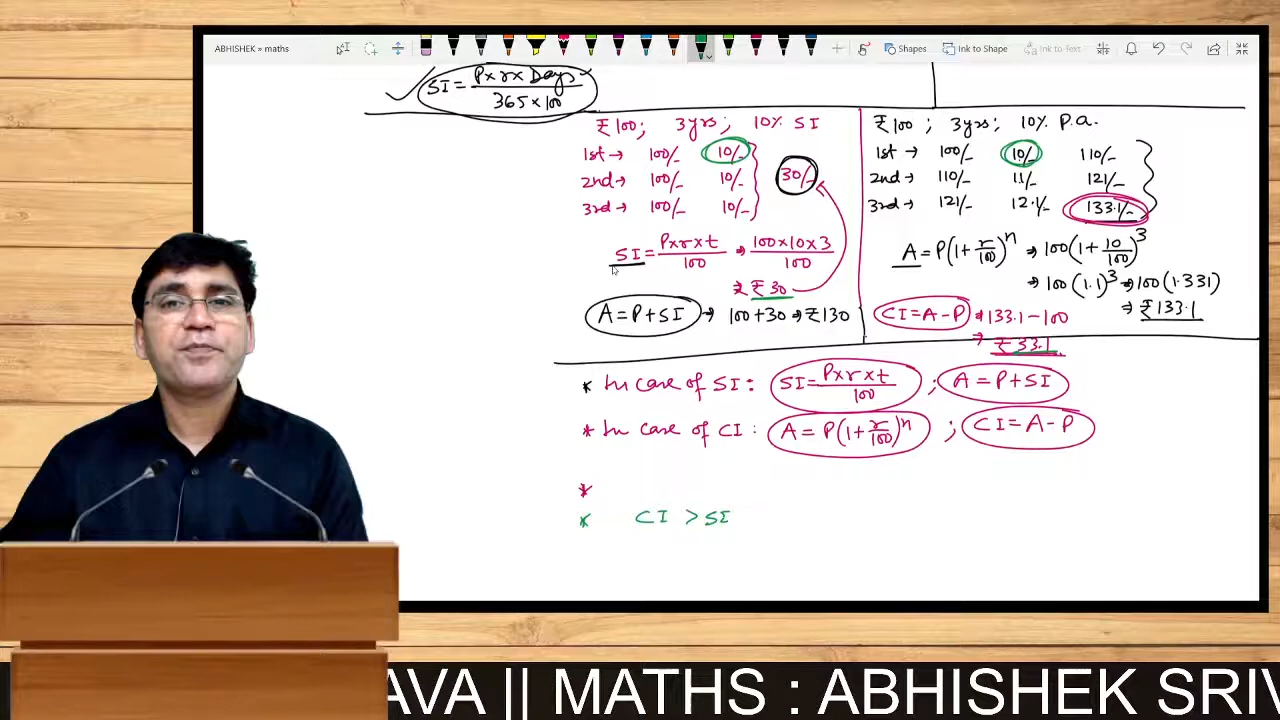 ABHISHEK » maths
Shapes
Ink to Shape
Ink to Text
SI = P×r×Days / 365×100
₹100; 3yrs; 10% SI
1st → 100/- 10/-
2nd → 100/- 10/-
3rd → 100/- 10/-
30/-
SI = P×r×t / 100 → 100×10×3 / 100
→ ₹30
A = P+SI → 100+30 → ₹130
₹100 ; 3yrs; 10% P.a.
1st → 100/- 10/- 110/-
2nd → 110/- 11/- 121/-
3rd → 121/- 12.1/- 133.1/-
A = P(1+r/100)^n → 100(1+10/100)^3
→ 100(1.1)^3 → 100(1.331)
→ ₹133.1
CI = A-P → 133.1-100
→ ₹33.1
* In case of SI: SI = P×r×t / 100 ; A = P+SI
* In case of CI: A = P(1+r/100)^n ; CI = A-P
*
* CI > SI
AVA || MATHS : ABHISHEK SRIV